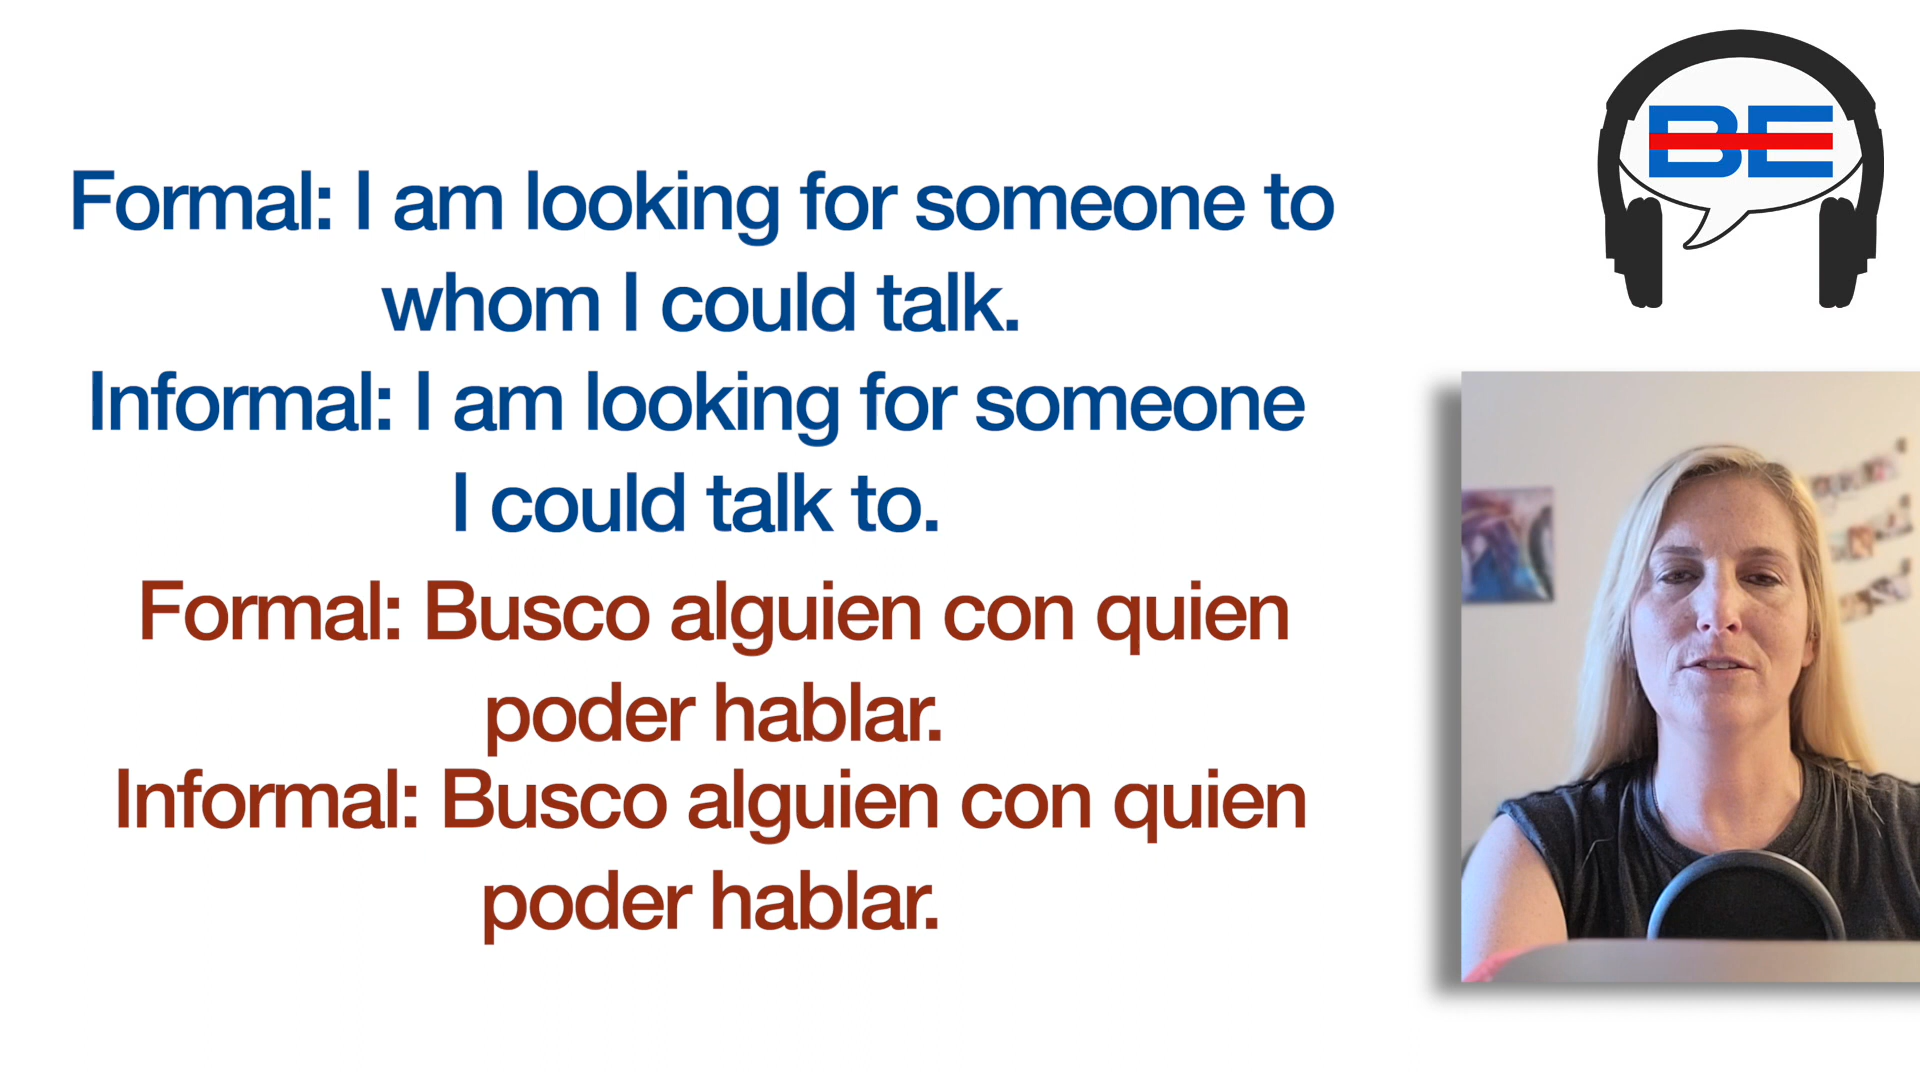 BE
Formal: I am looking for someone to
whom I could talk.
Informal: I am looking for someone
I could talk to.
Formal: Busco alguien con quien
poder hablar.
Informal: Busco alguien con quien
poder hablar.